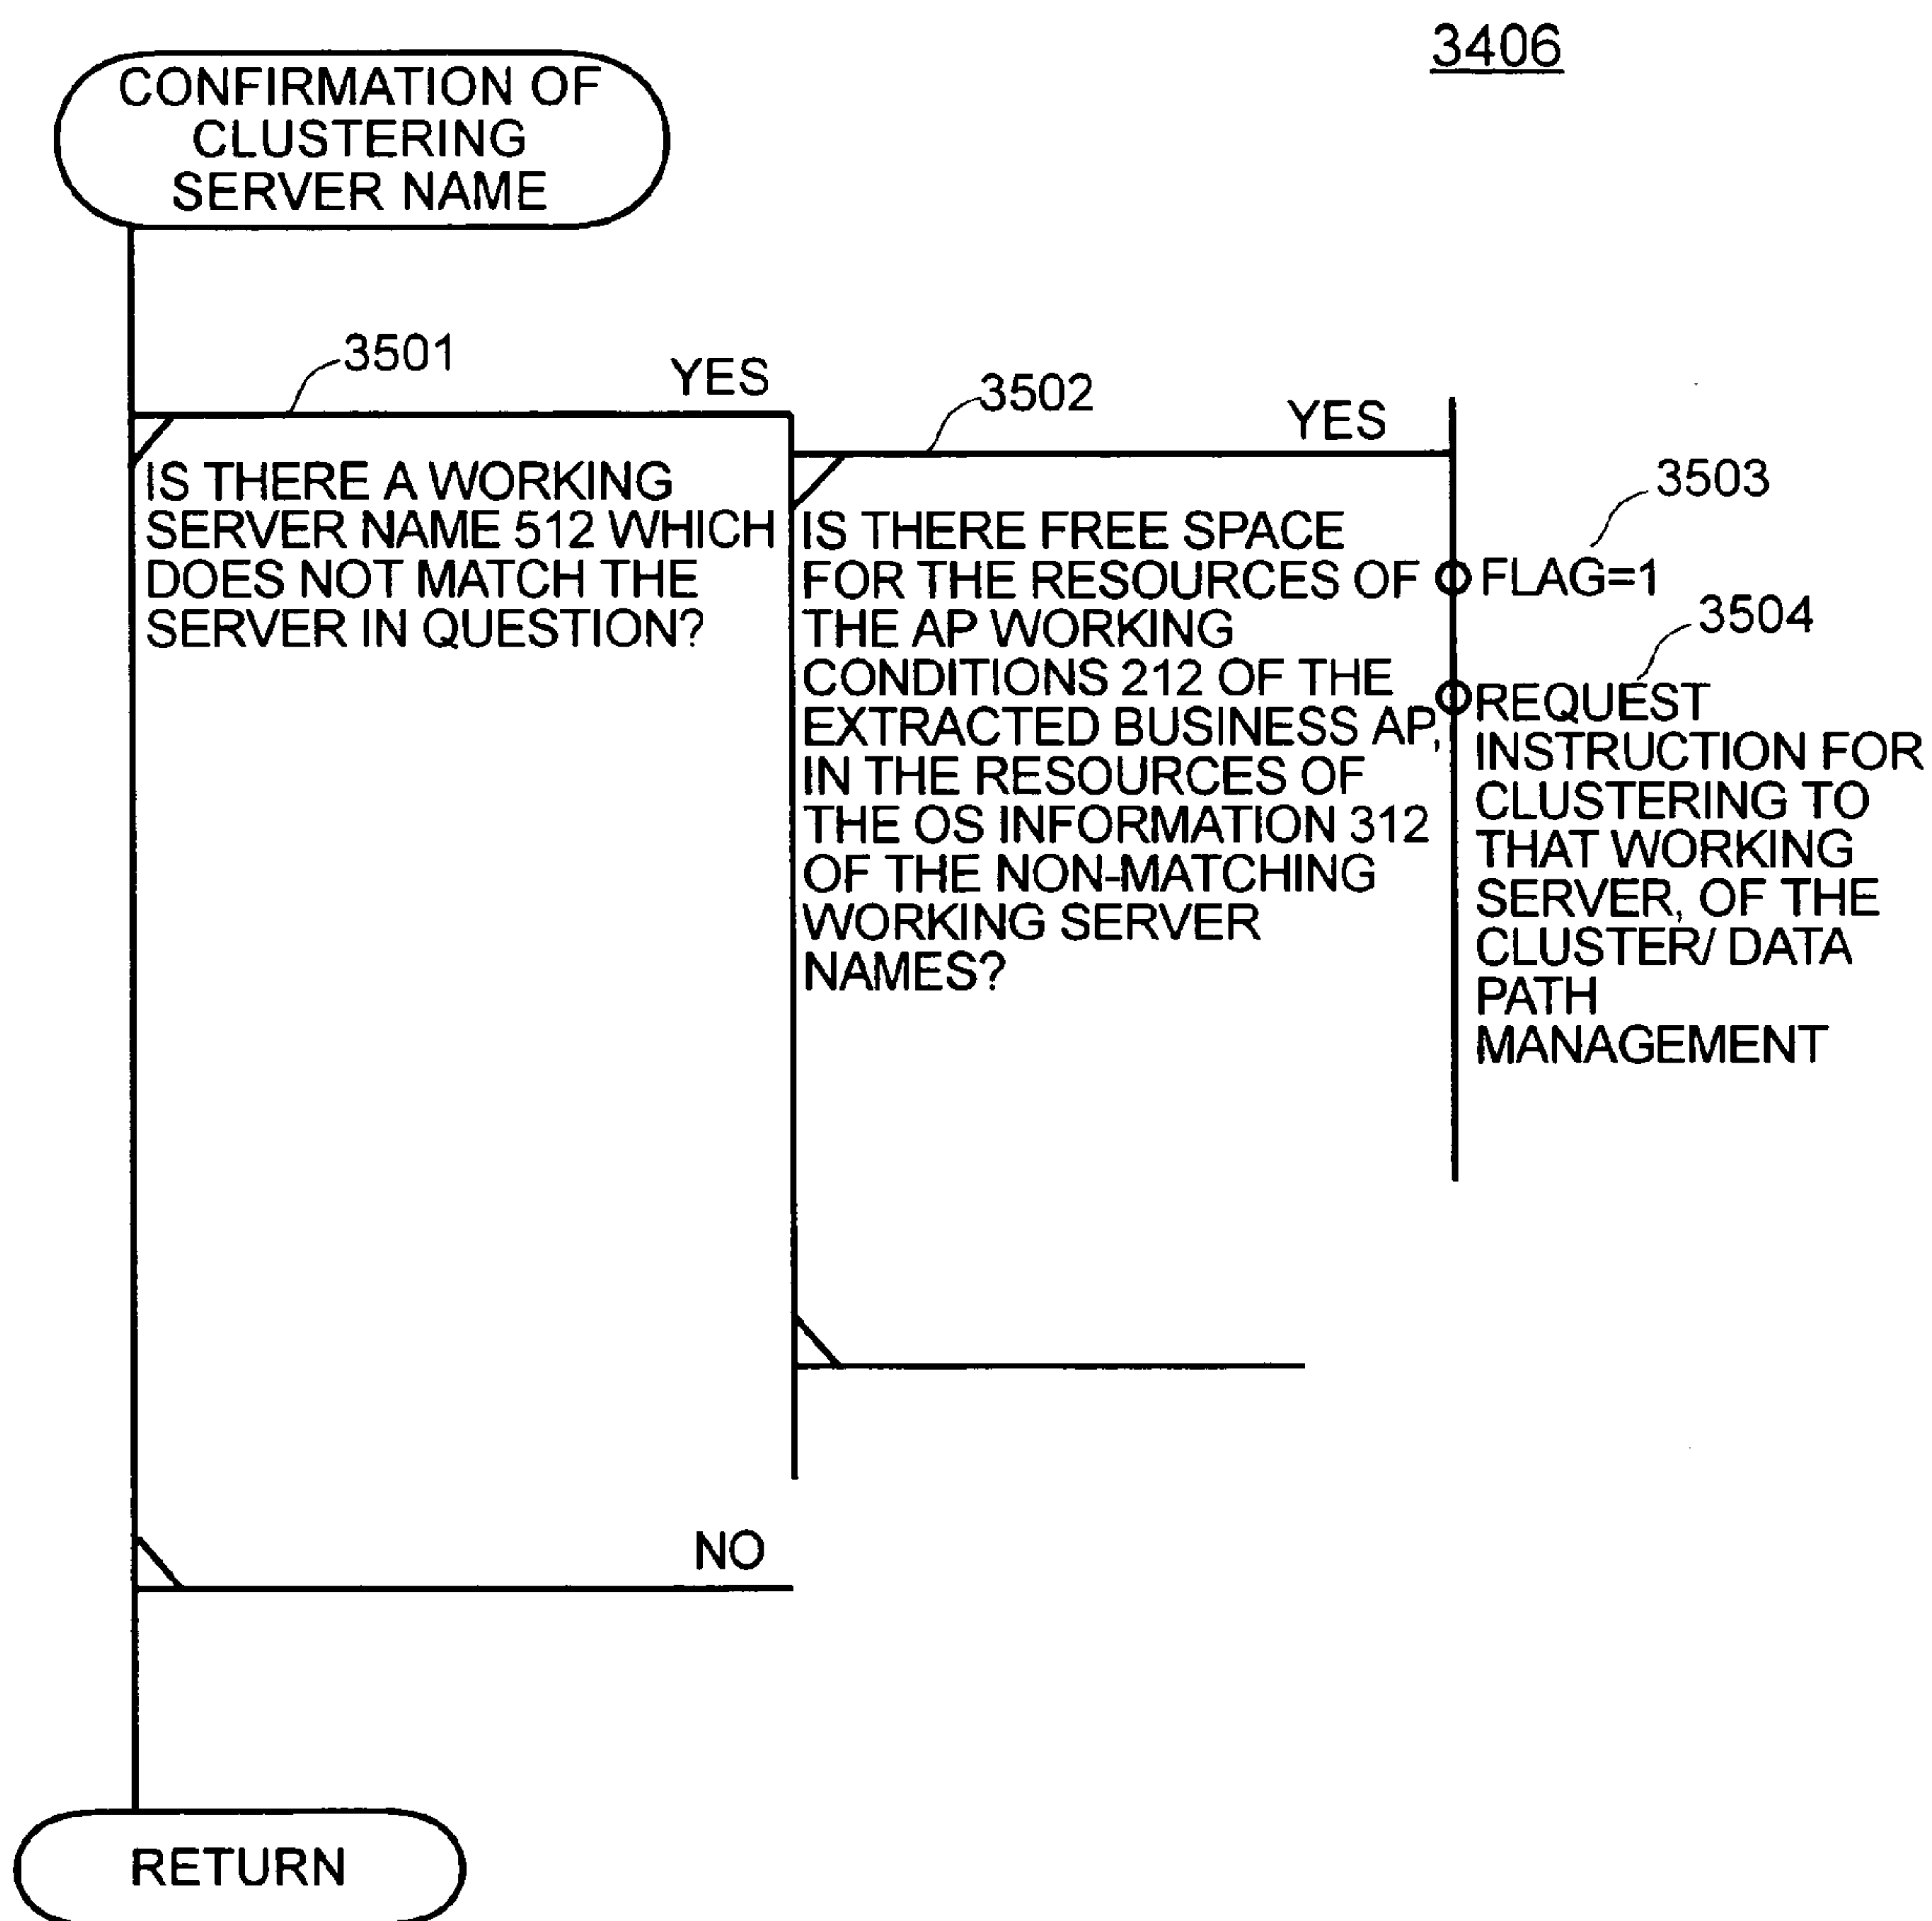 3406
CONFIRMATION OF
CLUSTERING
SERVER NAME
3501
YES
IS THERE A WORKING
SERVER NAME 512 WHICH
DOES NOT MATCH THE
SERVER IN QUESTION?
3502
YES
IS THERE FREE SPACE
FOR THE RESOURCES OF
THE AP WORKING
CONDITIONS 212 OF THE
EXTRACTED BUSINESS AP,
IN THE RESOURCES OF
THE OS INFORMATION 312
OF THE NON-MATCHING
WORKING SERVER
NAMES?
3503
FLAG=1
3504
REQUEST
INSTRUCTION FOR
CLUSTERING TO
THAT WORKING
SERVER, OF THE
CLUSTER/ DATA
PATH
MANAGEMENT
NO
RETURN